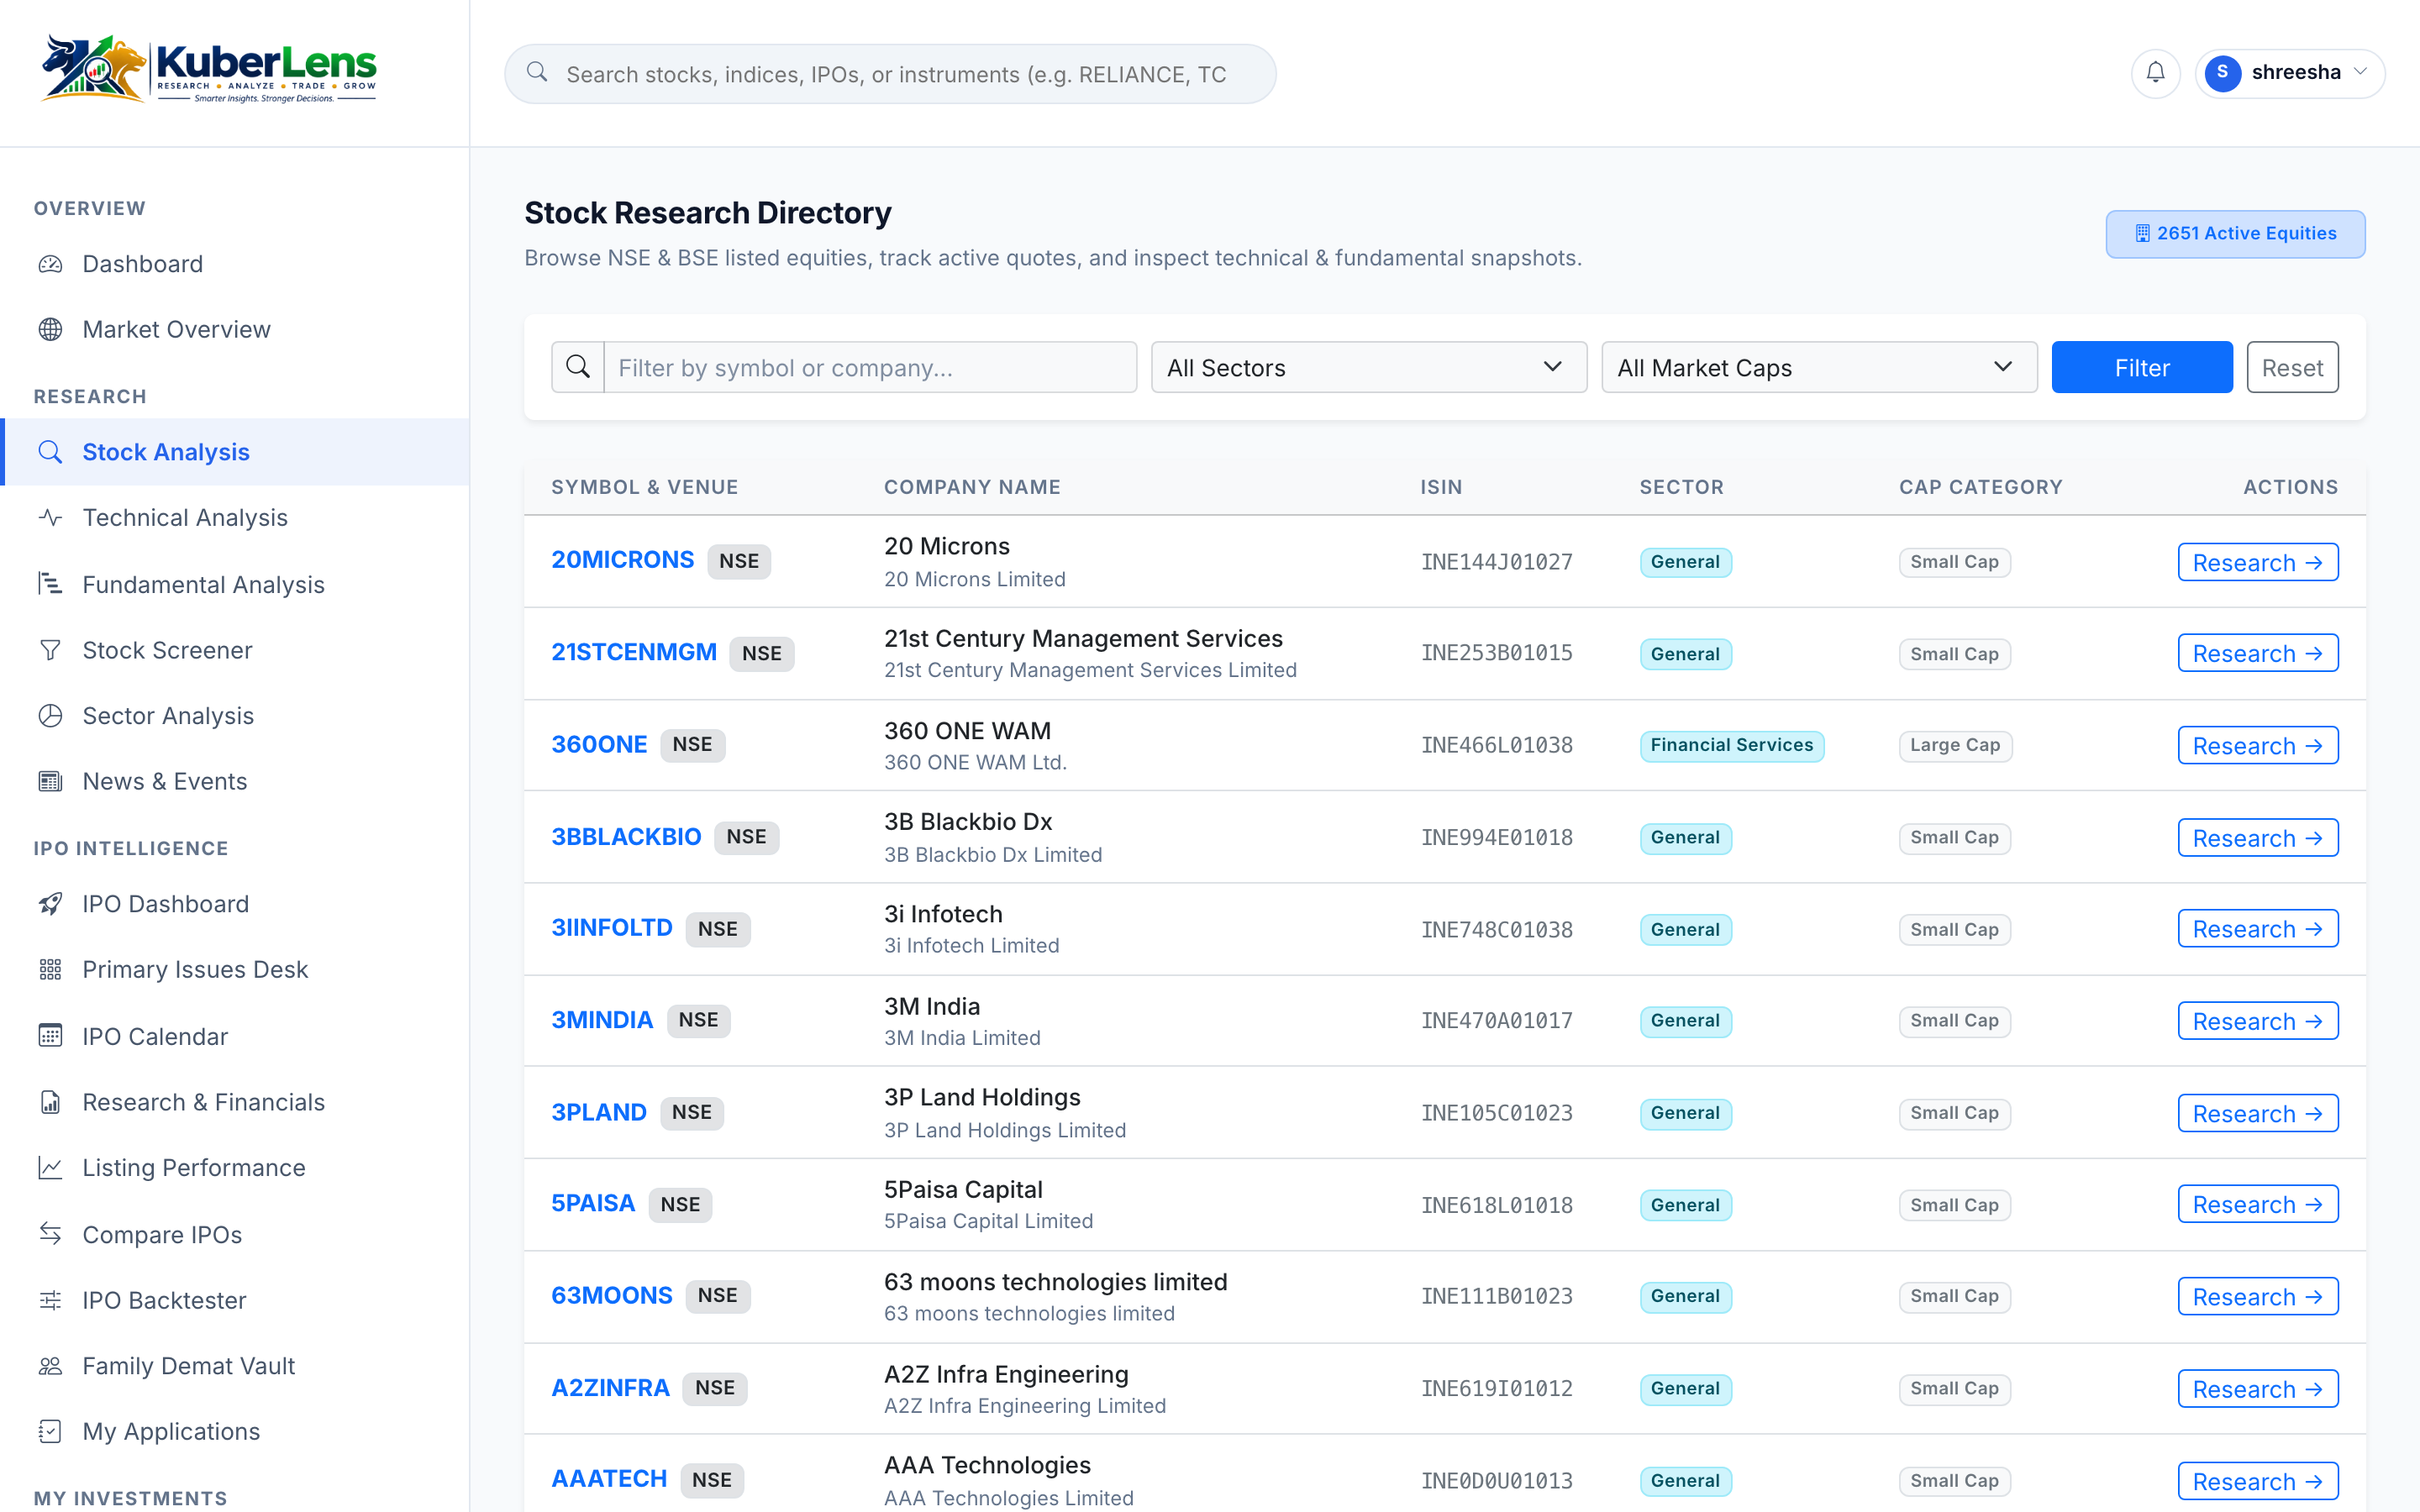 KuberLens
RESEARCH • ANALYZE • TRADE • GROW
Smarter Insights. Stronger Decisions.
Search stocks, indices, IPOs, or instruments (e.g. RELIANCE, TC
S
shreesha
OVERVIEW
Dashboard
Market Overview
RESEARCH
Stock Analysis
Technical Analysis
Fundamental Analysis
Stock Screener
Sector Analysis
News & Events
IPO INTELLIGENCE
IPO Dashboard
Primary Issues Desk
IPO Calendar
Research & Financials
Listing Performance
Compare IPOs
IPO Backtester
Family Demat Vault
My Applications
MY INVESTMENTS
Stock Research Directory
Browse NSE & BSE listed equities, track active quotes, and inspect technical & fundamental snapshots.
2651 Active Equities
Filter by symbol or company...
All Sectors
All Market Caps
Filter
Reset
SYMBOL & VENUE COMPANY NAME ISIN SECTOR CAP CATEGORY ACTIONS
20MICRONS NSE 20 Microns INE144J01027 General Small Cap Research →
20 Microns Limited
21STCENMGM NSE 21st Century Management Services INE253B01015 General Small Cap Research →
21st Century Management Services Limited
360ONE NSE 360 ONE WAM INE466L01038 Financial Services Large Cap Research →
360 ONE WAM Ltd.
3BBLACKBIO NSE 3B Blackbio Dx INE994E01018 General Small Cap Research →
3B Blackbio Dx Limited
3IINFOLTD NSE 3i Infotech INE748C01038 General Small Cap Research →
3i Infotech Limited
3MINDIA NSE 3M India INE470A01017 General Small Cap Research →
3M India Limited
3PLAND NSE 3P Land Holdings INE105C01023 General Small Cap Research →
3P Land Holdings Limited
5PAISA NSE 5Paisa Capital INE618L01018 General Small Cap Research →
5Paisa Capital Limited
63MOONS NSE 63 moons technologies limited INE111B01023 General Small Cap Research →
63 moons technologies limited
A2ZINFRA NSE A2Z Infra Engineering INE619I01012 General Small Cap Research →
A2Z Infra Engineering Limited
AAATECH NSE AAA Technologies INE0D0U01013 General Small Cap Research →
AAA Technologies Limited